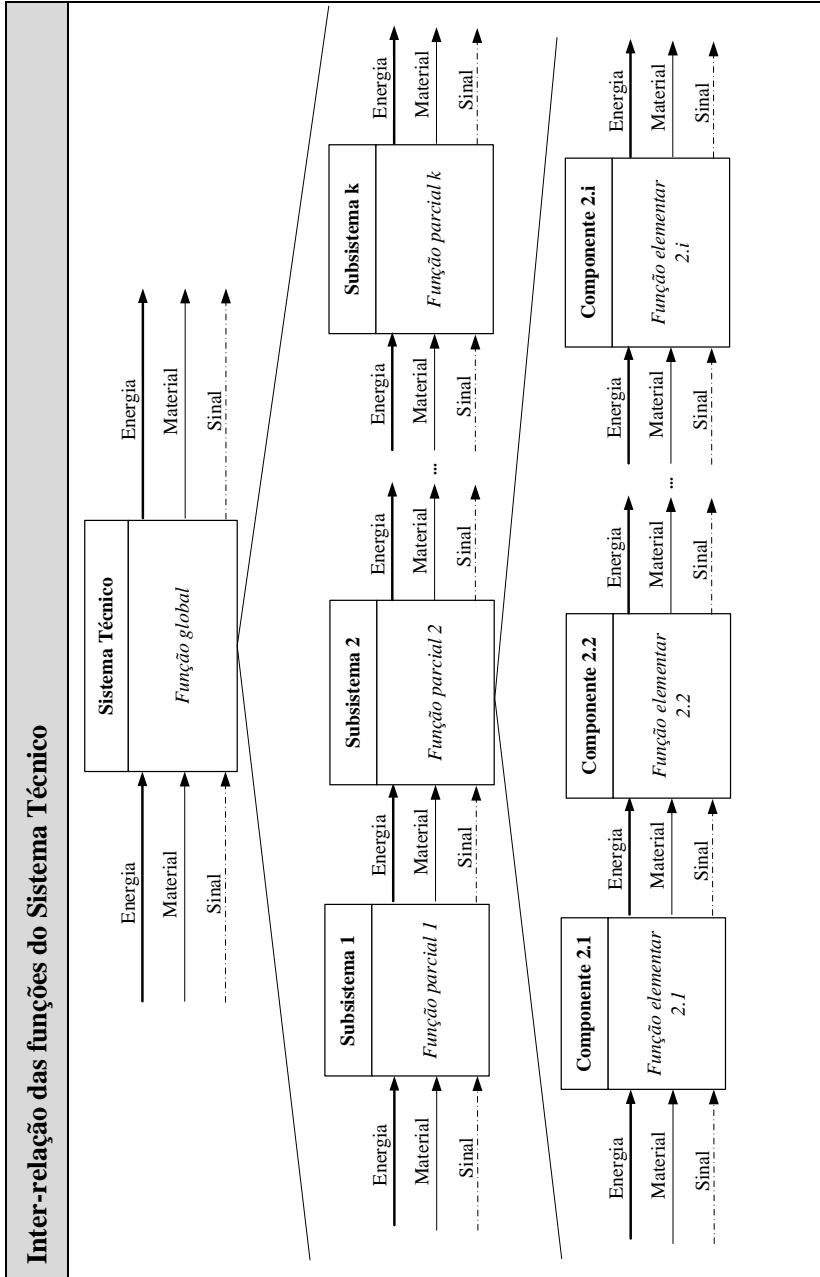 Inter-relação das funções do Sistema Técnico
Sistema Técnico
Função global
Energia
Material
Sinal
Energia
Material
Sinal
Subsistema 1
Função parcial 1
Subsistema 2
Função parcial 2
Subsistema k
Função parcial k
Energia
Material
Sinal
Energia
Material
Sinal
Energia
Material
Sinal
...
Energia
Material
Sinal
Energia
Material
Sinal
Componente 2.1
Função elementar
2.1
Componente 2.2
Função elementar
2.2
Componente 2.i
Função elementar
2.i
Energia
Material
Sinal
Energia
Material
Sinal
Energia
Material
Sinal
...
Energia
Material
Sinal
Energia
Material
Sinal